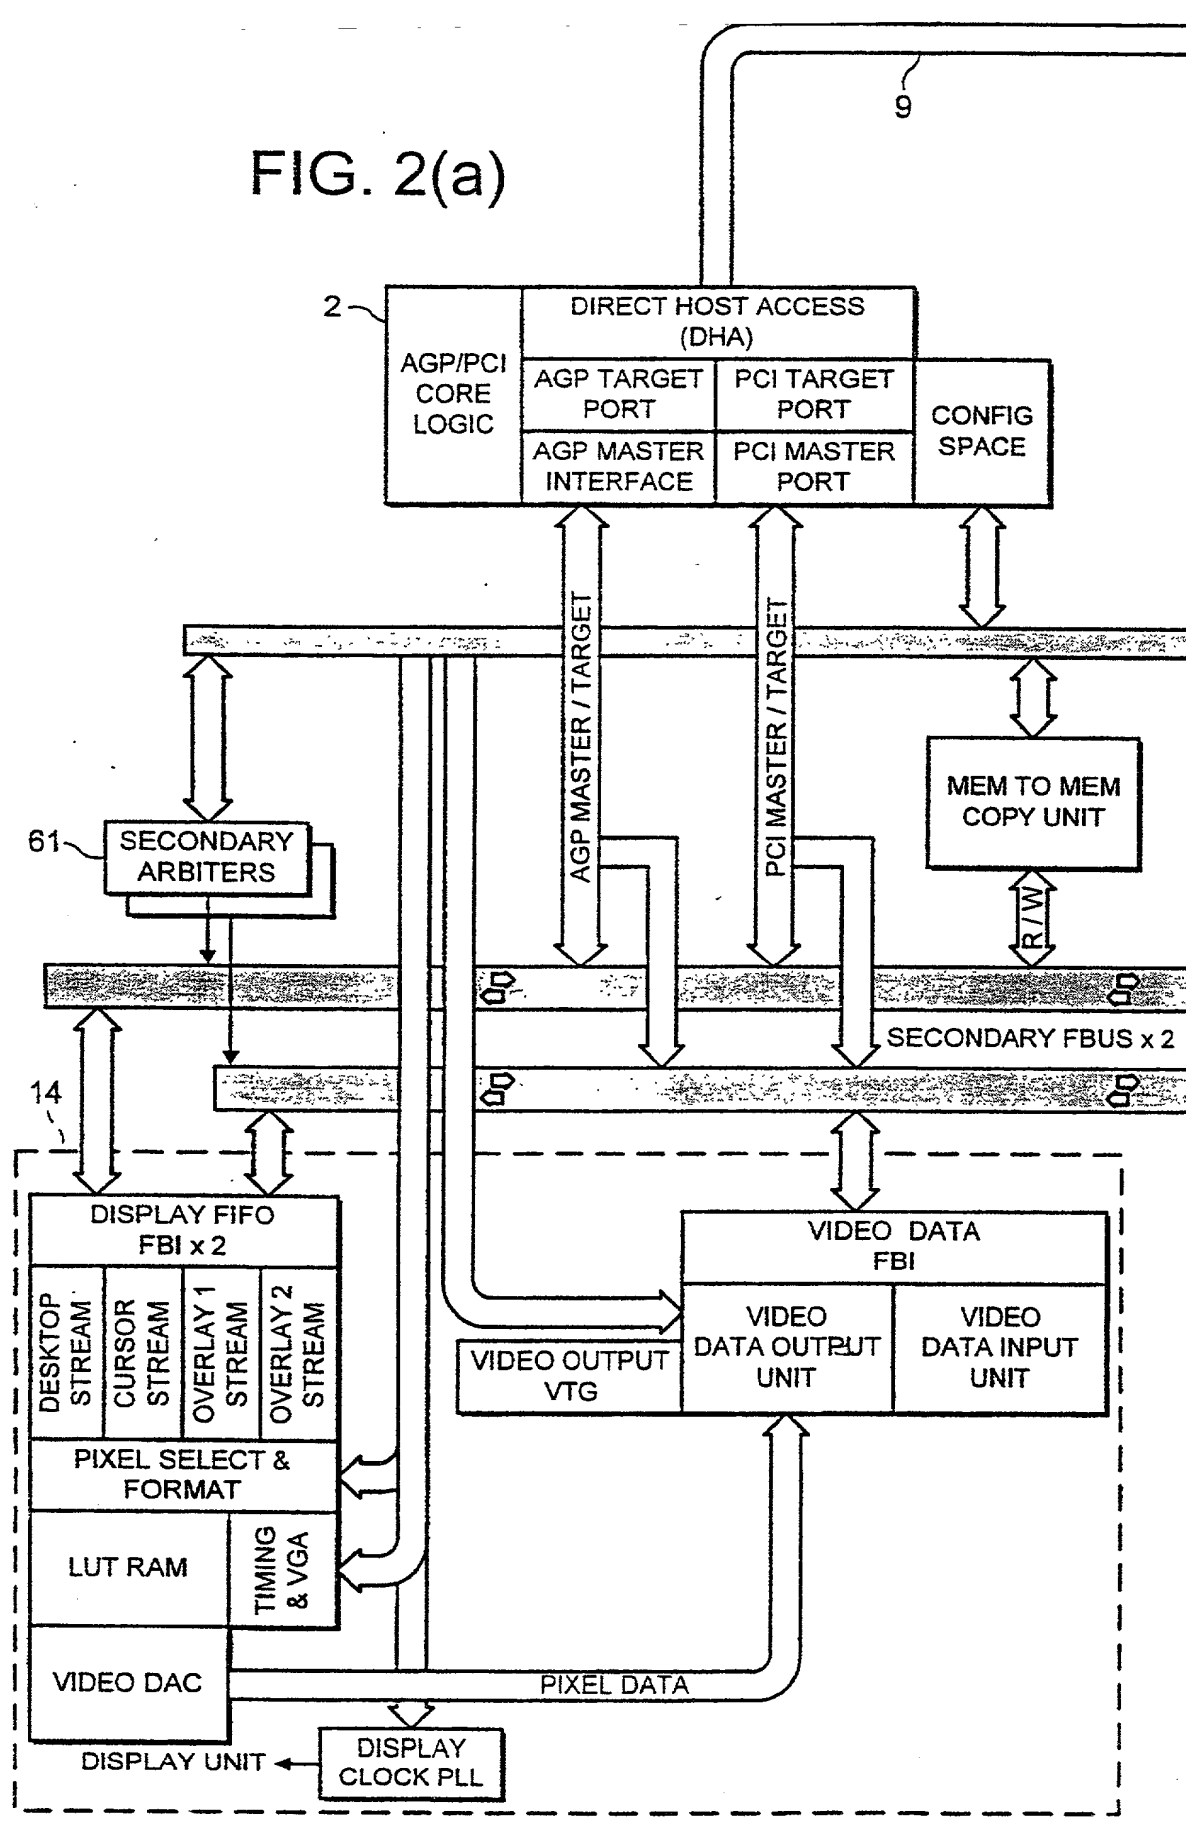 9
FIG. 2(a)
2
DIRECT HOST ACCESS
(DHA)
AGP/PCI
CORE
LOGIC
AGP TARGET
PORT
PCI TARGET
PORT
CONFIG
SPACE
AGP MASTER
INTERFACE
PCI MASTER
PORT
AGP MASTER / TARGET
PCI MASTER / TARGET
MEM TO MEM
COPY UNIT
61
SECONDARY
ARBITERS
R / W
SECONDARY FBUS x 2
14
DISPLAY FIFO
FBI x 2
VIDEO DATA
FBI
DESKTOP
STREAM
CURSOR
STREAM
OVERLAY 1
STREAM
OVERLAY 2
STREAM
VIDEO
DATA OUTPUT
UNIT
VIDEO
DATA INPUT
UNIT
VIDEO OUTPUT
VTG
PIXEL SELECT &
FORMAT
LUT RAM
TIMING
& VGA
VIDEO DAC
PIXEL DATA
DISPLAY UNIT
DISPLAY
CLOCK PLL